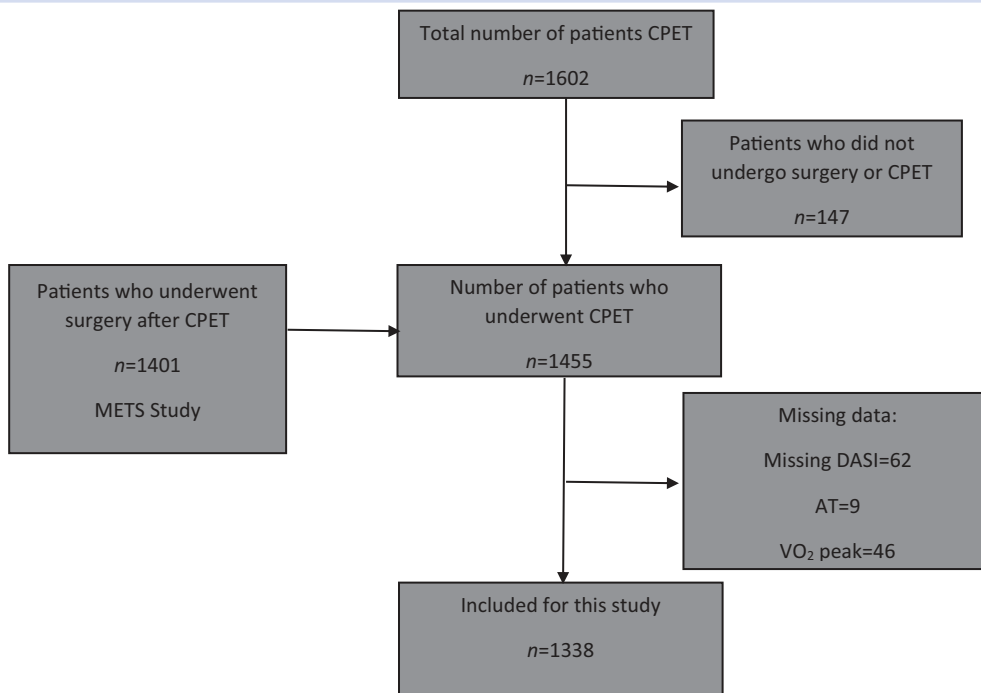 Total number of patients CPET
n=1602
Patients who did not
undergo surgery or CPET
n=147
Patients who underwent
surgery after CPET
n=1401
METS Study
Number of patients who
underwent CPET
n=1455
Missing data:
Missing DASI=62
AT=9
VO₂ peak=46
Included for this study
n=1338